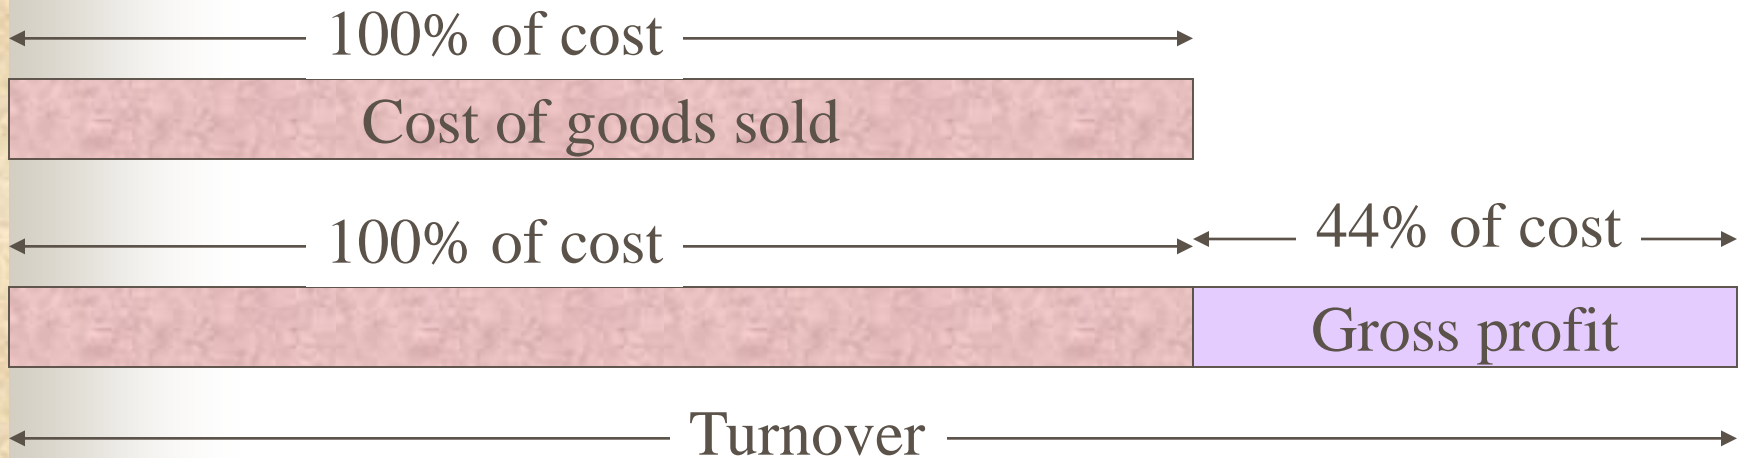 100% of cost
Cost of goods sold
100% of cost
44% of cost
Gross profit
Turnover